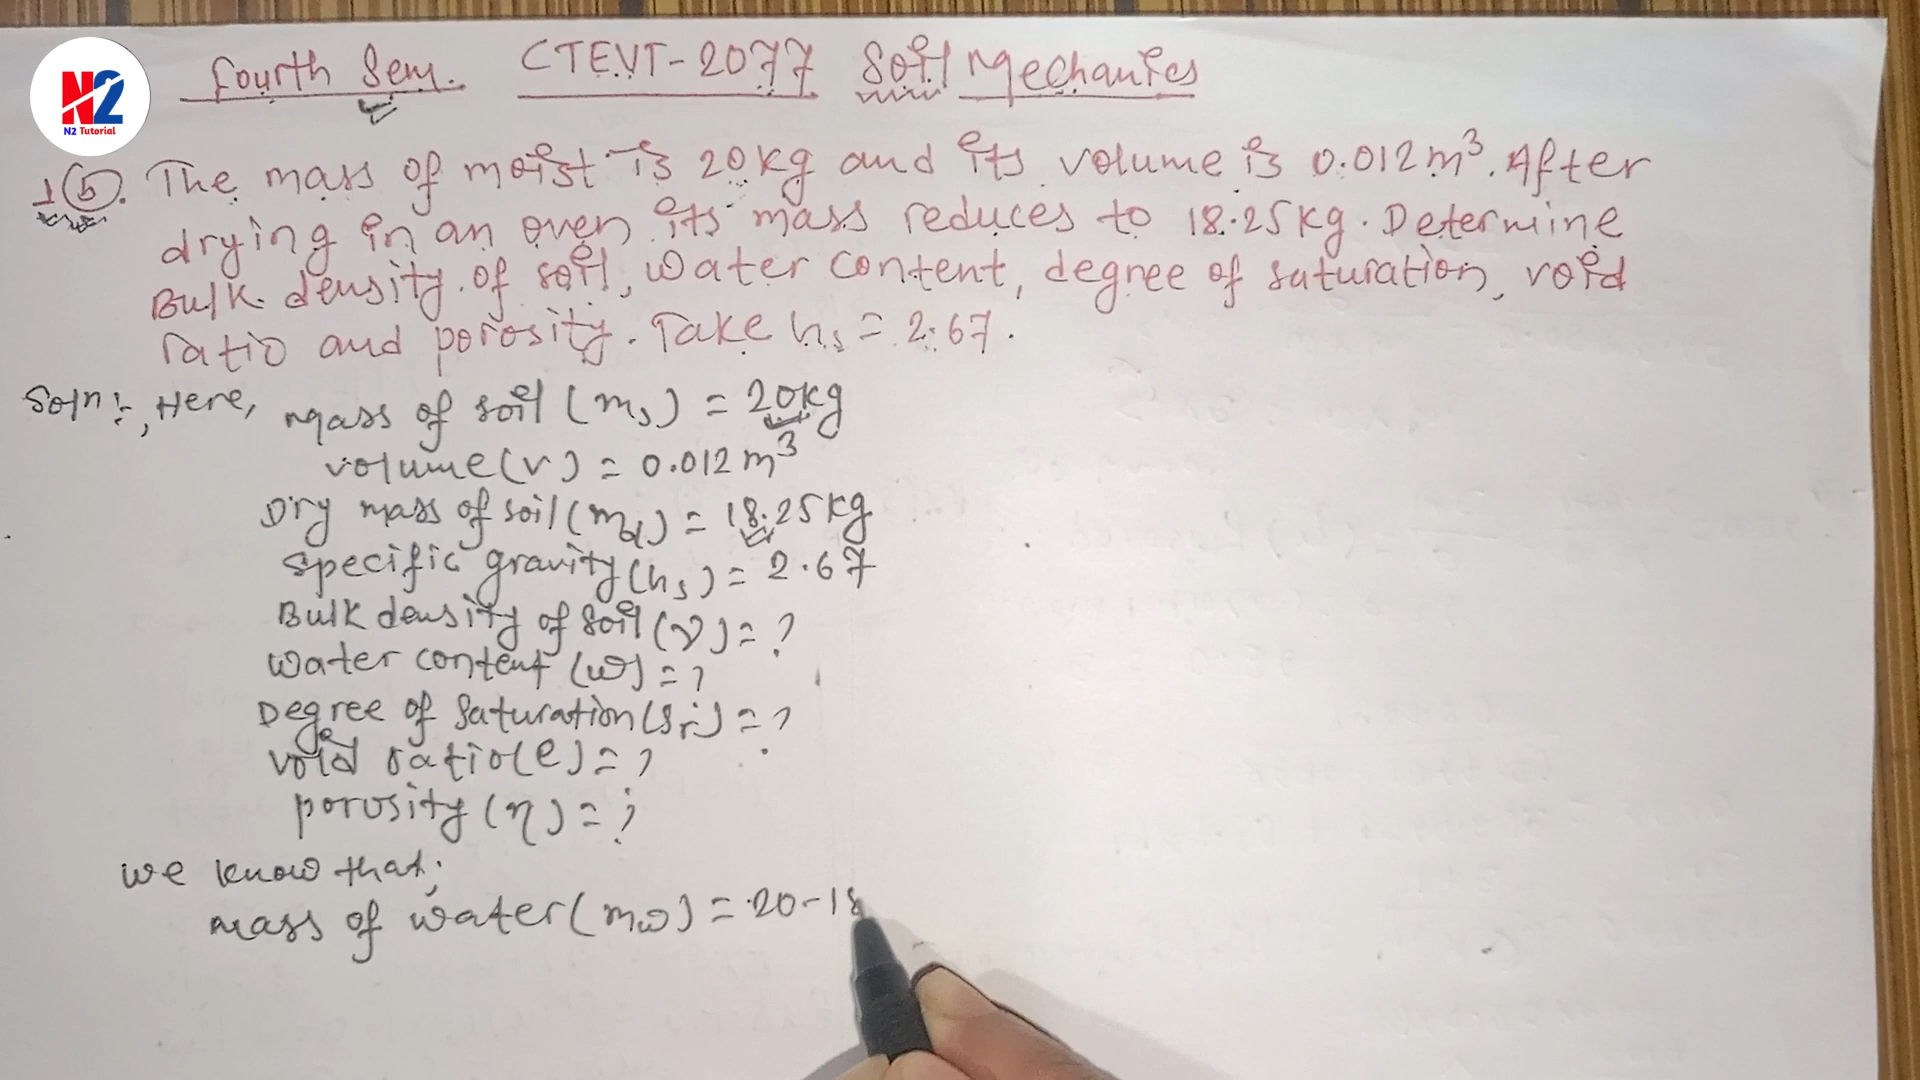 N2
N2 Tutorial
Fourth Sem. CTEVT-2077 Soil Mechanics
1(b). The mass of moist is 20kg and its volume is 0.012m³. After
drying in an oven its mass reduces to 18.25kg. Determine
Bulk density of soil, water content, degree of saturation, void
ratio and porosity. Take hs = 2.67.
Soln:-, Here, mass of soil (ms) = 20kg
volume(v) = 0.012m³
Dry mass of soil(md) = 18.25kg
specific gravity(hs) = 2.67
Bulk density of soil(γ) = ?
water content (w) = ?
Degree of saturation(Sr) = ?
void ratio(e) = ?
porosity(η) = ?
we know that;
mass of water(mw) = 20-18